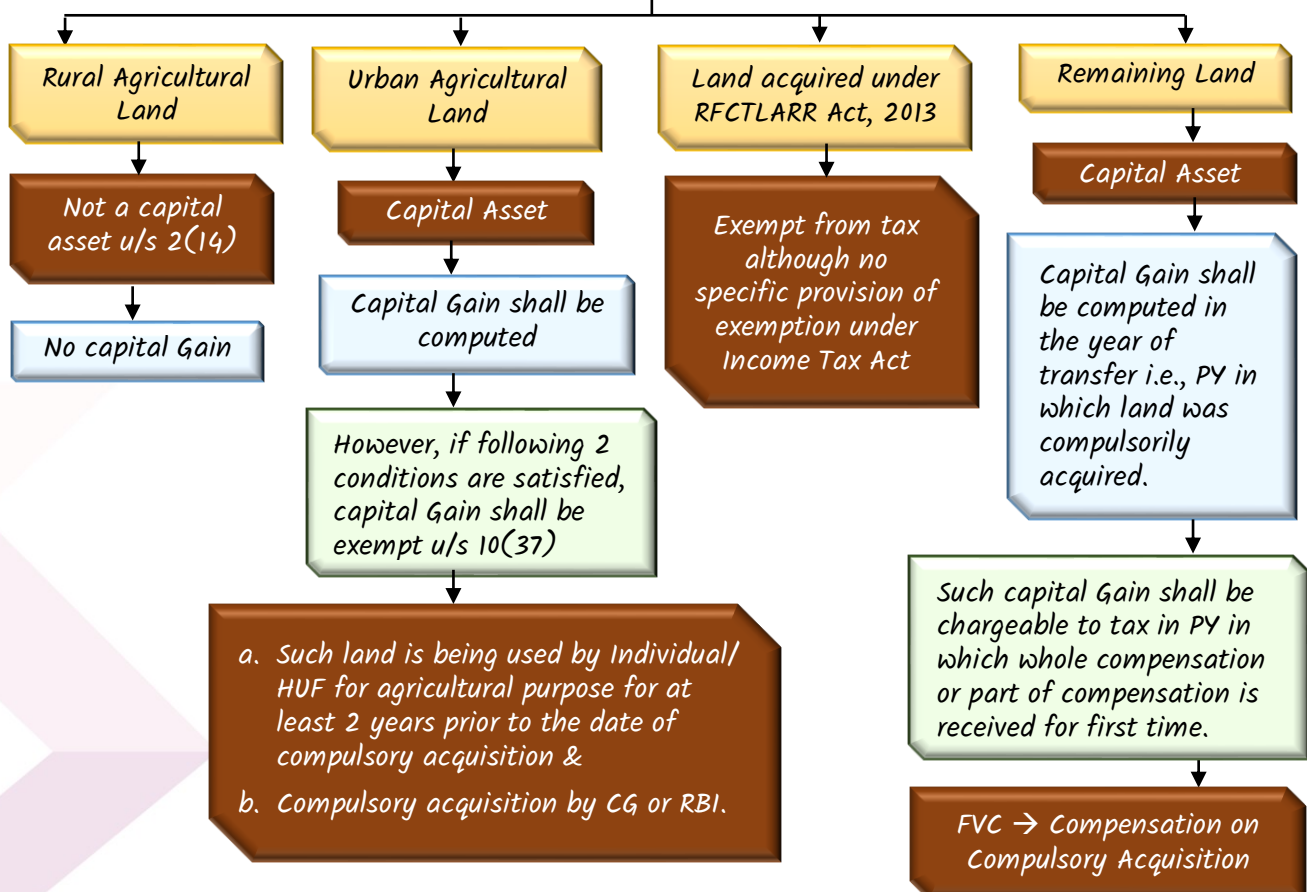 Rural Agricultural
Land
Not a capital
asset u/s 2(14)
No capital Gain
Urban Agricultural
Land
Capital Asset
Capital Gain shall be
computed
However, if following 2
conditions are satisfied,
capital Gain shall be
exempt u/s 10(37)
a. Such land is being used by Individual/
HUF for agricultural purpose for at
least 2 years prior to the date of
compulsory acquisition &
b. Compulsory acquisition by CG or RBI.
Land acquired under
RFCTLARR Act, 2013
Exempt from tax
although no
specific provision of
exemption under
Income Tax Act
Remaining Land
Capital Asset
Capital Gain shall
be computed in
the year of
transfer i.e., PY in
which land was
compulsorily
acquired.
Such capital Gain shall be
chargeable to tax in PY in
which whole compensation
or part of compensation is
received for first time.
FVC → Compensation on
Compulsory Acquisition